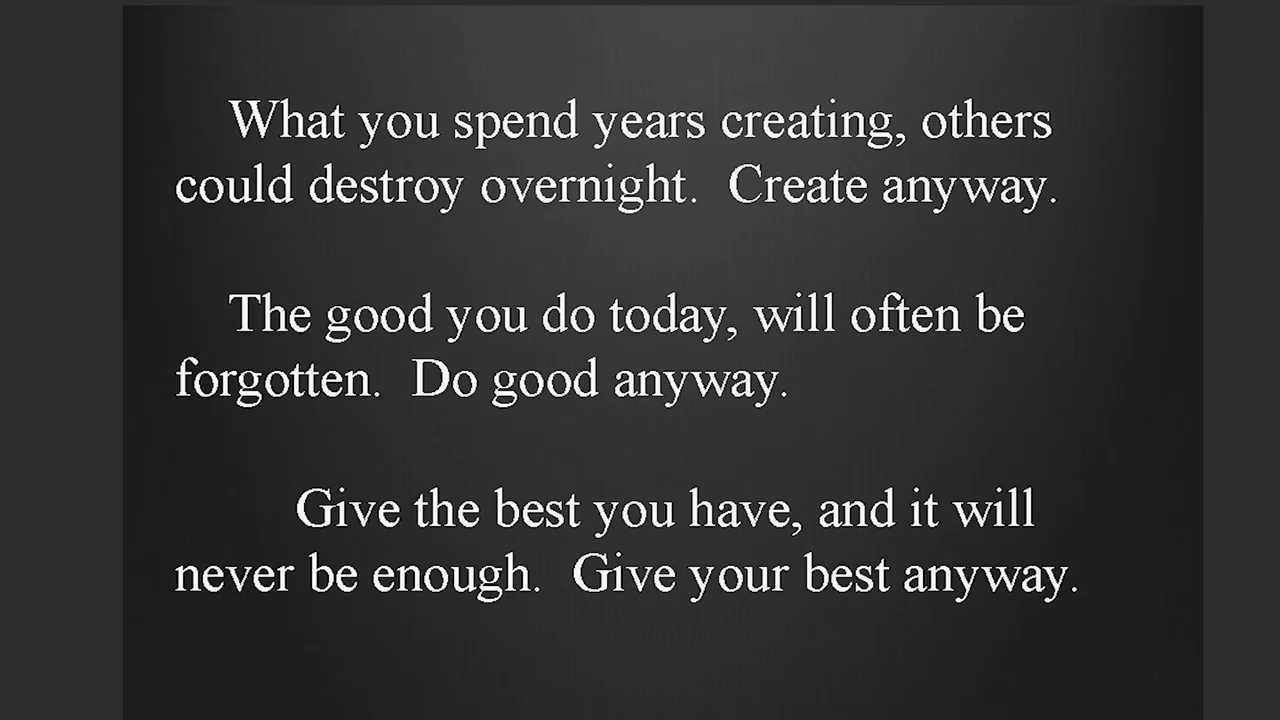 What you spend years creating, others
could destroy overnight.  Create anyway.
The good you do today, will often be
forgotten.  Do good anyway.
Give the best you have, and it will
never be enough.  Give your best anyway.